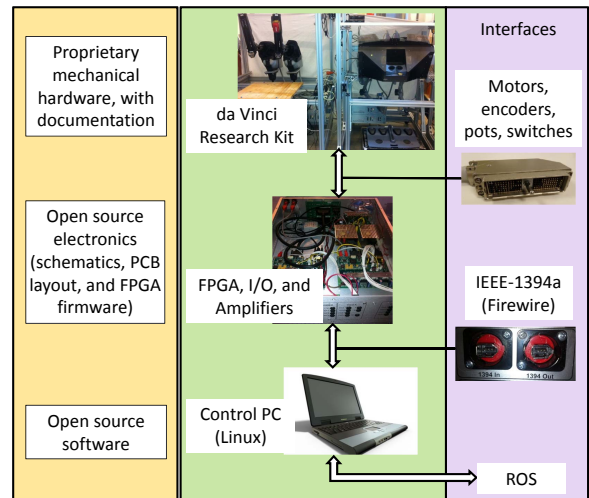 Proprietary
mechanical
hardware, with
documentation
da Vinci
Research Kit
Interfaces
Motors,
encoders,
pots, switches
Open source
electronics
(schematics, PCB
layout, and FPGA
firmware)
FPGA, I/O, and
Amplifiers
IEEE-1394a
(Firewire)
1394 In
1394 Out
Open source
software
Control PC
(Linux)
ROS